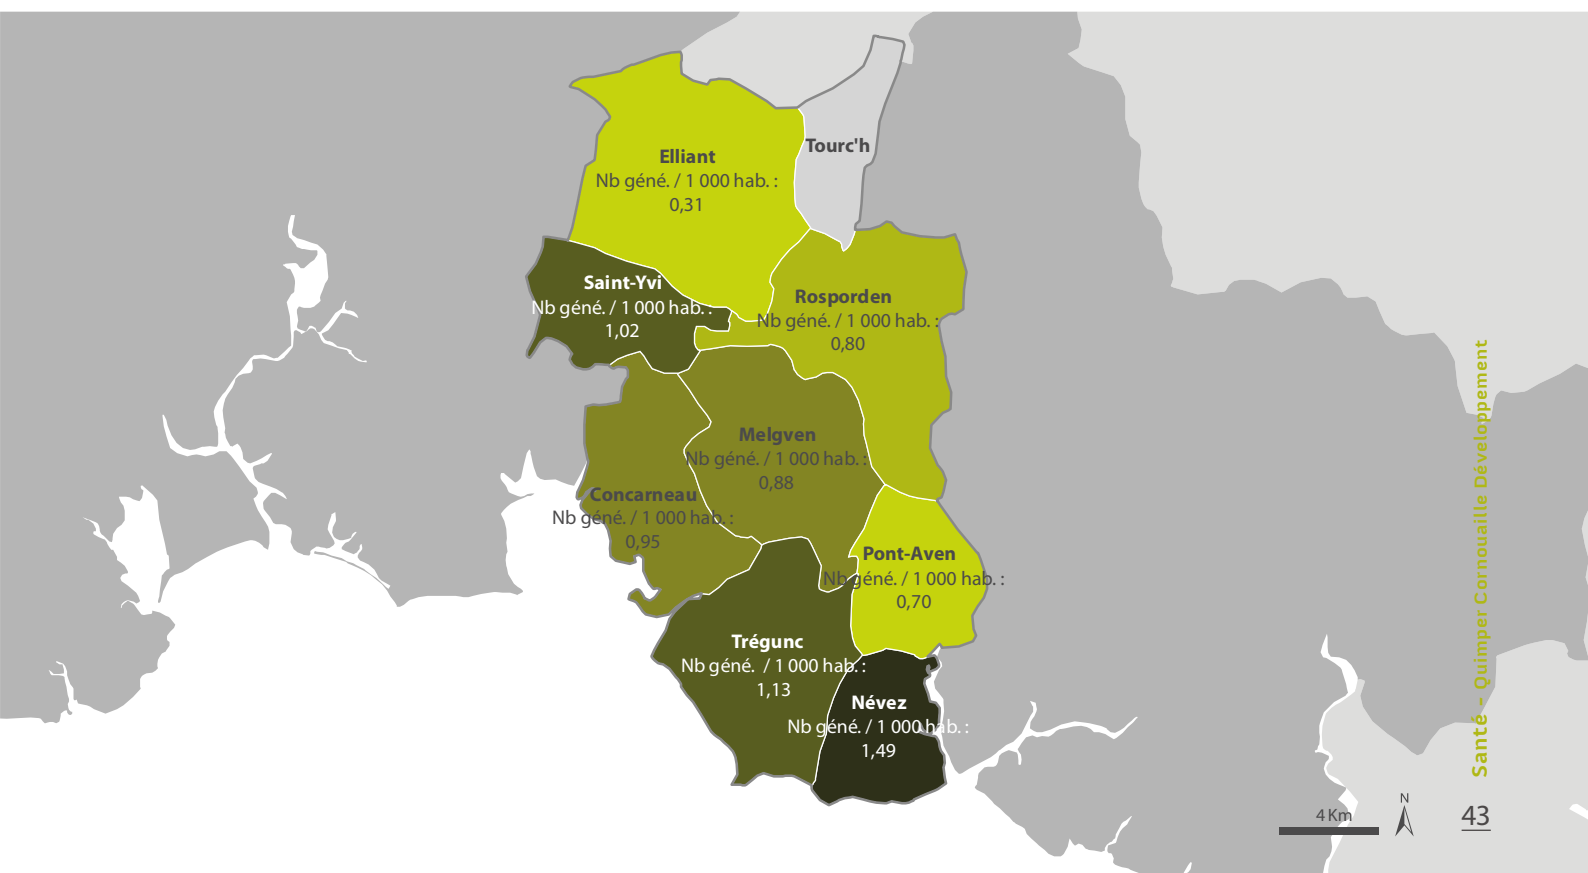 Tourc'h
Elliant
Nb géné. / 1 000 hab. :
0,31
Saint-Yvi
Nb géné. / 1 000 hab. :
1,02
Rosporden
Nb géné. / 1 000 hab. :
0,80
Melgven
Nb géné. / 1 000 hab. :
0,88
Concarneau
Nb géné. / 1 000 hab. :
0,95
Pont-Aven
Nb géné. / 1 000 hab. :
0,70
Trégunc
Nb géné. / 1 000 hab. :
1,13
Névez
Nb géné. / 1 000 hab. :
1,49
Santé - Quimper Cornouaille Développement
N
4 Km
43